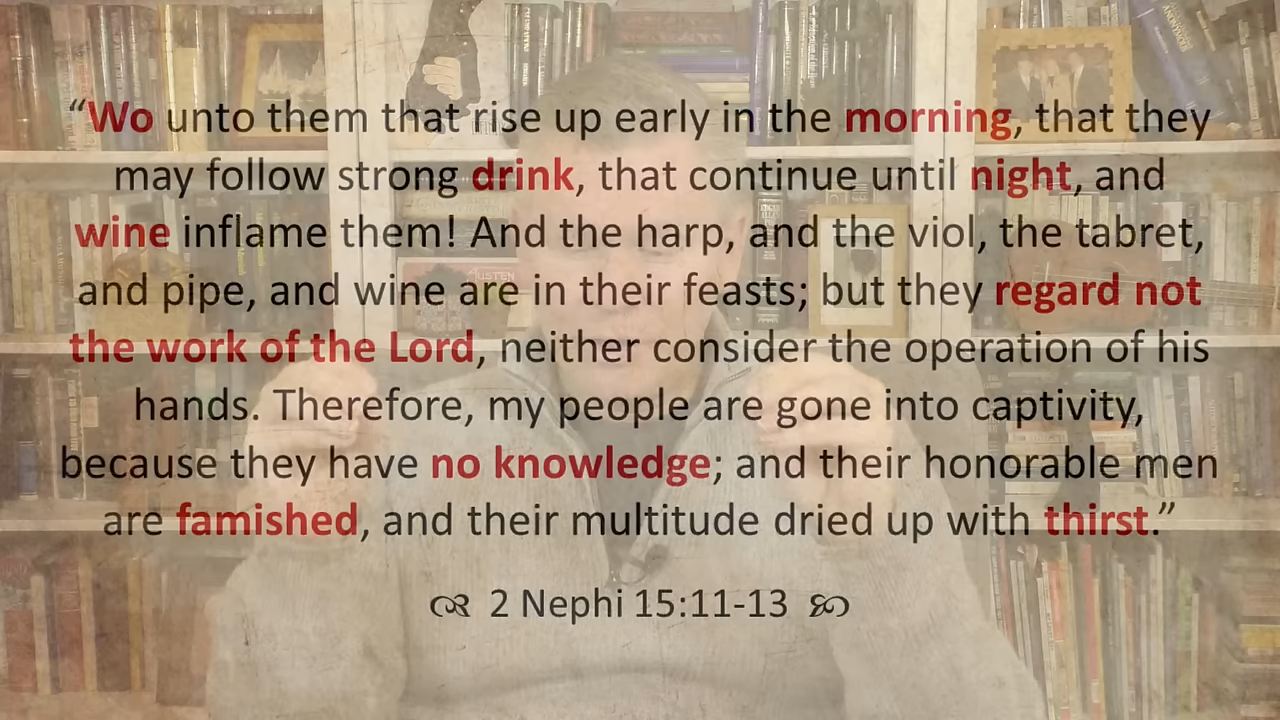 “Wo unto them that rise up early in the morning, that they
may follow strong drink, that continue until night, and
wine inflame them! And the harp, and the viol, the tabret,
and pipe, and wine are in their feasts; but they regard not
the work of the Lord, neither consider the operation of his
hands. Therefore, my people are gone into captivity,
because they have no knowledge; and their honorable men
are famished, and their multitude dried up with thirst.”
2 Nephi 15:11-13
AUSTEN